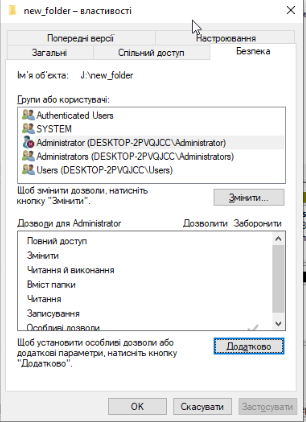 new_folder – властивості
Попередні версії
Настроювання
Загальні
Спільний доступ
Безпека
Ім'я об'єкта: J:\new_folder
Групи або користувачі:
Authenticated Users
SYSTEM
Administrator (DESKTOP-2PVQJCC\Administrator)
Administrators (DESKTOP-2PVQJCC\Administrators)
Users (DESKTOP-2PVQJCC\Users)
Щоб змінити дозволи, натисніть
кнопку "Змінити".
Змінити...
Дозволи для Administrator
Дозволити
Заборонити
Повний доступ
Змінити
Читання й виконання
Вміст папки
Читання
Записування
Особливі дозволи
Щоб установити особливі дозволи або
додаткові параметри, натисніть кнопку
"Додатково".
Додатково
OK
Скасувати
Застосувати